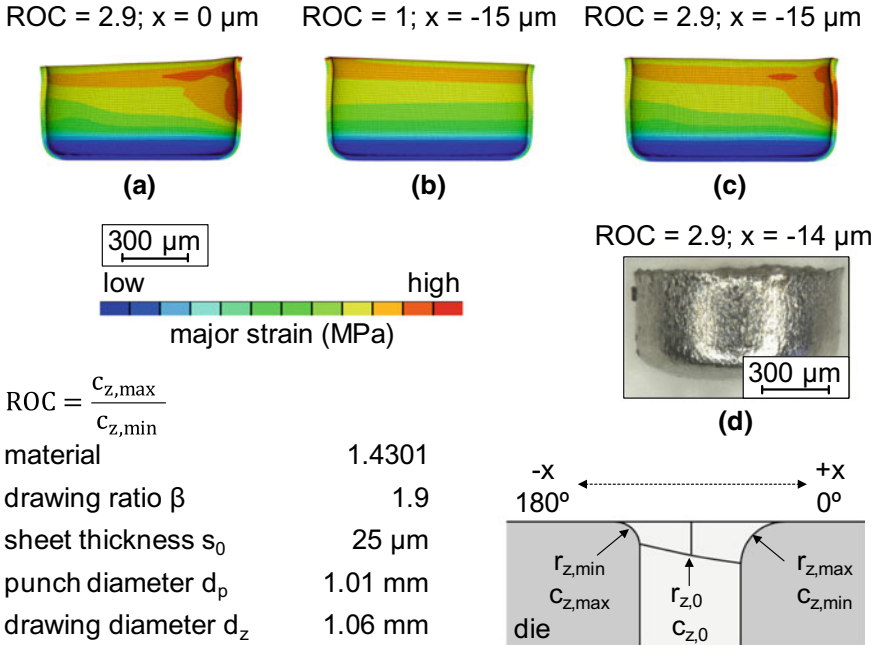 ROC = 2.9; x = 0 µm
ROC = 1; x = -15 µm
ROC = 2.9; x = -15 µm
(a)
(b)
(c)
300 µm
low
high
major strain (MPa)
ROC = 2.9; x = -14 µm
300 µm
(d)
ROC = c_z,max / c_z,min
material 1.4301
drawing ratio β 1.9
sheet thickness s_0 25 µm
punch diameter d_p 1.01 mm
drawing diameter d_z 1.06 mm
-x +x
180º 0º
r_z,min r_z,max
c_z,max c_z,min
r_z,0
c_z,0
die